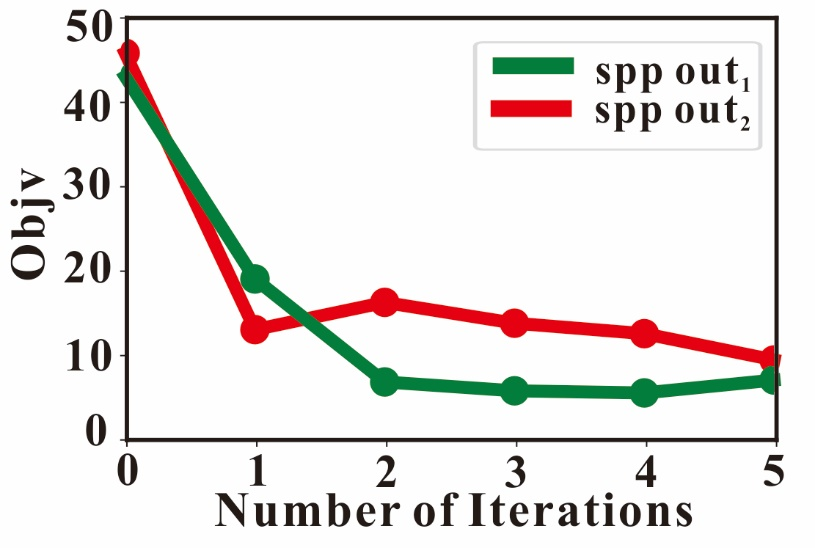 50
40
30
20
10
0
Objv
spp out₁
spp out₂
0 1 2 3 4 5
Number of Iterations